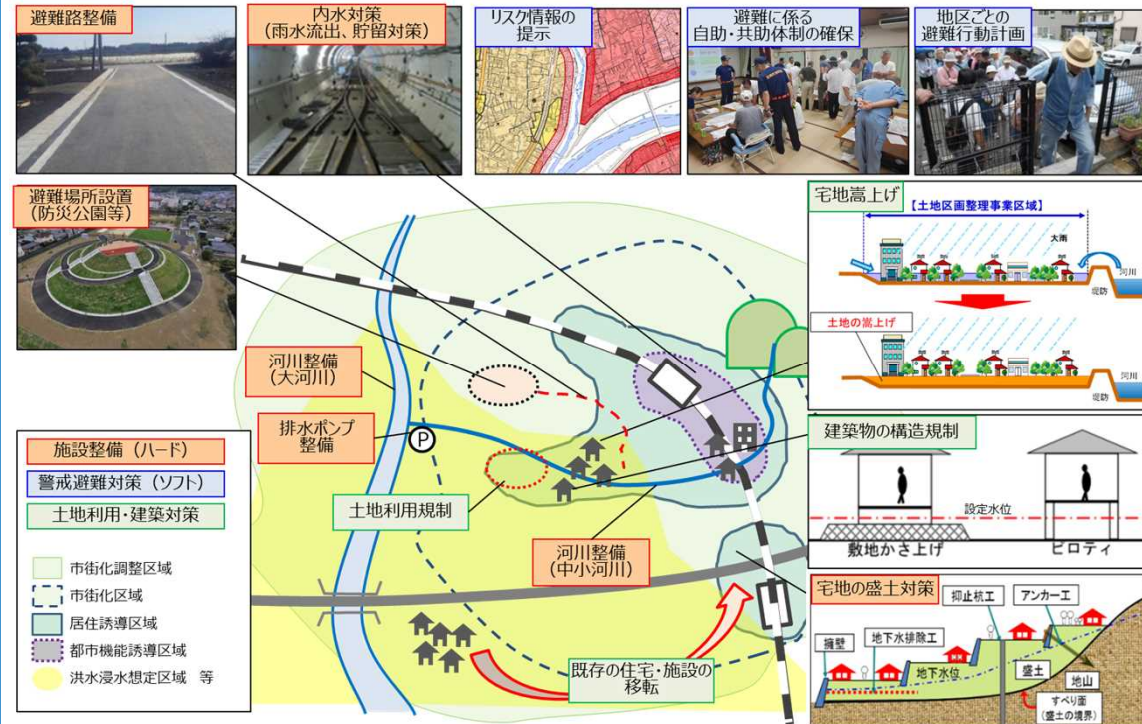 避難路整備
内水対策
(雨水流出、貯留対策)
リスク情報の
提示
避難に係る
自助・共助体制の確保
地区ごとの
避難行動計画
避難場所設置
(防災公園等)
宅地嵩上げ
【土地区画整理事業区域】
大雨
河川
堤防
土地の嵩上げ
河川
堤防
河川整備
(大河川)
排水ポンプ
整備
P
土地利用規制
河川整備
(中小河川)
建築物の構造規制
設定水位
敷地かさ上げ
ピロティ
既存の住宅・施設の
移転
宅地の盛土対策
抑止杭工
アンカー工
擁壁
地下水排除工
地下水位
盛土
地山
すべり面
(盛土の境界)
施設整備(ハード)
警戒避難対策(ソフト)
土地利用・建築対策
市街化調整区域
市街化区域
居住誘導区域
都市機能誘導区域
洪水浸水想定区域 等